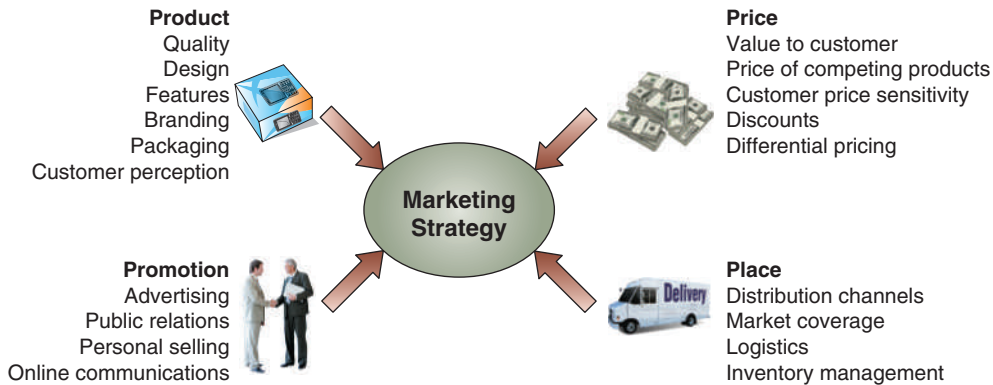 Product
Quality
Design
Features
Branding
Packaging
Customer perception
Price
Value to customer
Price of competing products
Customer price sensitivity
Discounts
Differential pricing
Marketing
Strategy
Promotion
Advertising
Public relations
Personal selling
Online communications
Delivery
Place
Distribution channels
Market coverage
Logistics
Inventory management